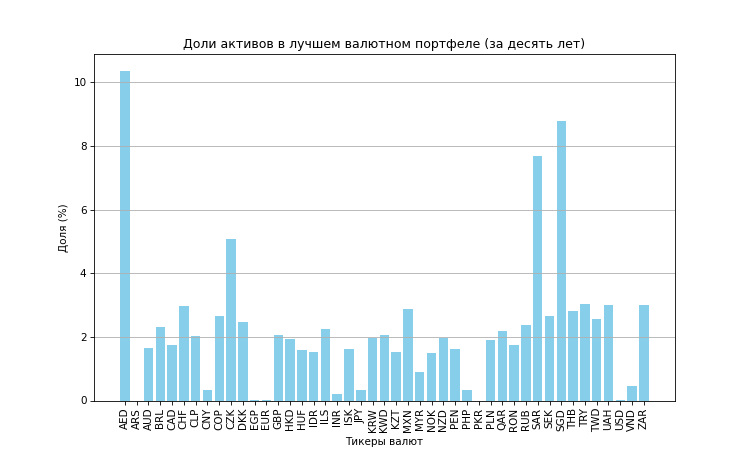 Доли активов в лучшем валютном портфеле (за десять лет)
Доля (%)
10
8
6
4
2
0
AED ARS AUD BRL CAD CHF CLP CNY COP CZK DKK EGP EUR GBP HKD HUF IDR ILS INR ISK JPY KRW KWD KZT MXN MYR NOK NZD PEN PHP PKR PLN QAR RON RUB SAR SEK SGD THB TRY TWD UAH USD VND ZAR
Тикеры валют